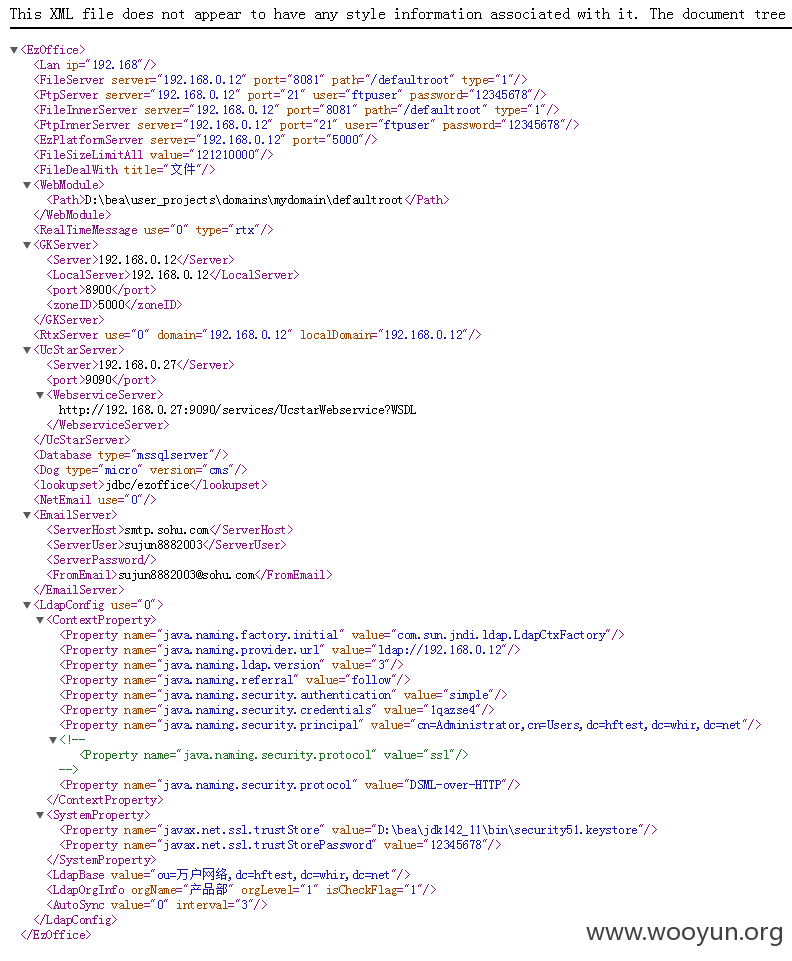 This XML file does not appear to have any style information associated with it. The document tree
▼<EzOffice>
<Lan ip="192.168"/>
<FileServer server="192.168.0.12" port="8081" path="/defaultroot" type="1"/>
<FtpServer server="192.168.0.12" port="21" user="ftpuser" password="12345678"/>
<FileInnerServer server="192.168.0.12" port="8081" path="/defaultroot" type="1"/>
<FtpInnerServer server="192.168.0.12" port="21" user="ftpuser" password="12345678"/>
<EzPlatformServer server="192.168.0.12" port="5000"/>
<FileSizeLimitAll value="121210000"/>
<FileDealWith title="文件"/>
▼<WebModule>
<Path>D:\bea\user_projects\domains\mydomain\defaultroot</Path>
</WebModule>
<RealTimeMessage use="0" type="rtx"/>
▼<GKServer>
<Server>192.168.0.12</Server>
<LocalServer>192.168.0.12</LocalServer>
<port>8900</port>
<zoneID>5000</zoneID>
</GKServer>
<RtxServer use="0" domain="192.168.0.12" localDomain="192.168.0.12"/>
▼<UcStarServer>
<Server>192.168.0.27</Server>
<port>9090</port>
▼<WebserviceServer>
http://192.168.0.27:9090/services/UcstarWebservice?WSDL
</WebserviceServer>
</UcStarServer>
<Database type="mssqlserver"/>
<Dog type="micro" version="cms"/>
<lookupset>jdbc/ezoffice</lookupset>
<NetEmail use="0"/>
▼<EmailServer>
<ServerHost>smtp.sohu.com</ServerHost>
<ServerUser>sujun8882003</ServerUser>
<ServerPassword/>
<FromEmail>sujun8882003@sohu.com</FromEmail>
</EmailServer>
▼<LdapConfig use="0">
▼<ContextProperty>
<Property name="java.naming.factory.initial" value="com.sun.jndi.ldap.LdapCtxFactory"/>
<Property name="java.naming.provider.url" value="ldap://192.168.0.12"/>
<Property name="java.naming.ldap.version" value="3"/>
<Property name="java.naming.referral" value="follow"/>
<Property name="java.naming.security.authentication" value="simple"/>
<Property name="java.naming.security.credentials" value="1qazse4"/>
<Property name="java.naming.security.principal" value="cn=Administrator,cn=Users,dc=hftest,dc=whir,dc=net"/>
▼<!--
<Property name="java.naming.security.protocol" value="ssl"/>
-->
<Property name="java.naming.security.protocol" value="DSML-over-HTTP"/>
</ContextProperty>
▼<SystemProperty>
<Property name="javax.net.ssl.trustStore" value="D:\bea\jdk142_11\bin\security51.keystore"/>
<Property name="javax.net.ssl.trustStorePassword" value="12345678"/>
</SystemProperty>
<LdapBase value="ou=万户网络,dc=hftest,dc=whir,dc=net"/>
<LdapOrgInfo orgName="产品部" orgLevel="1" isCheckFlag="1"/>
<AutoSync value="0" interval="3"/>
</LdapConfig>
</EzOffice>
www.wooyun.org